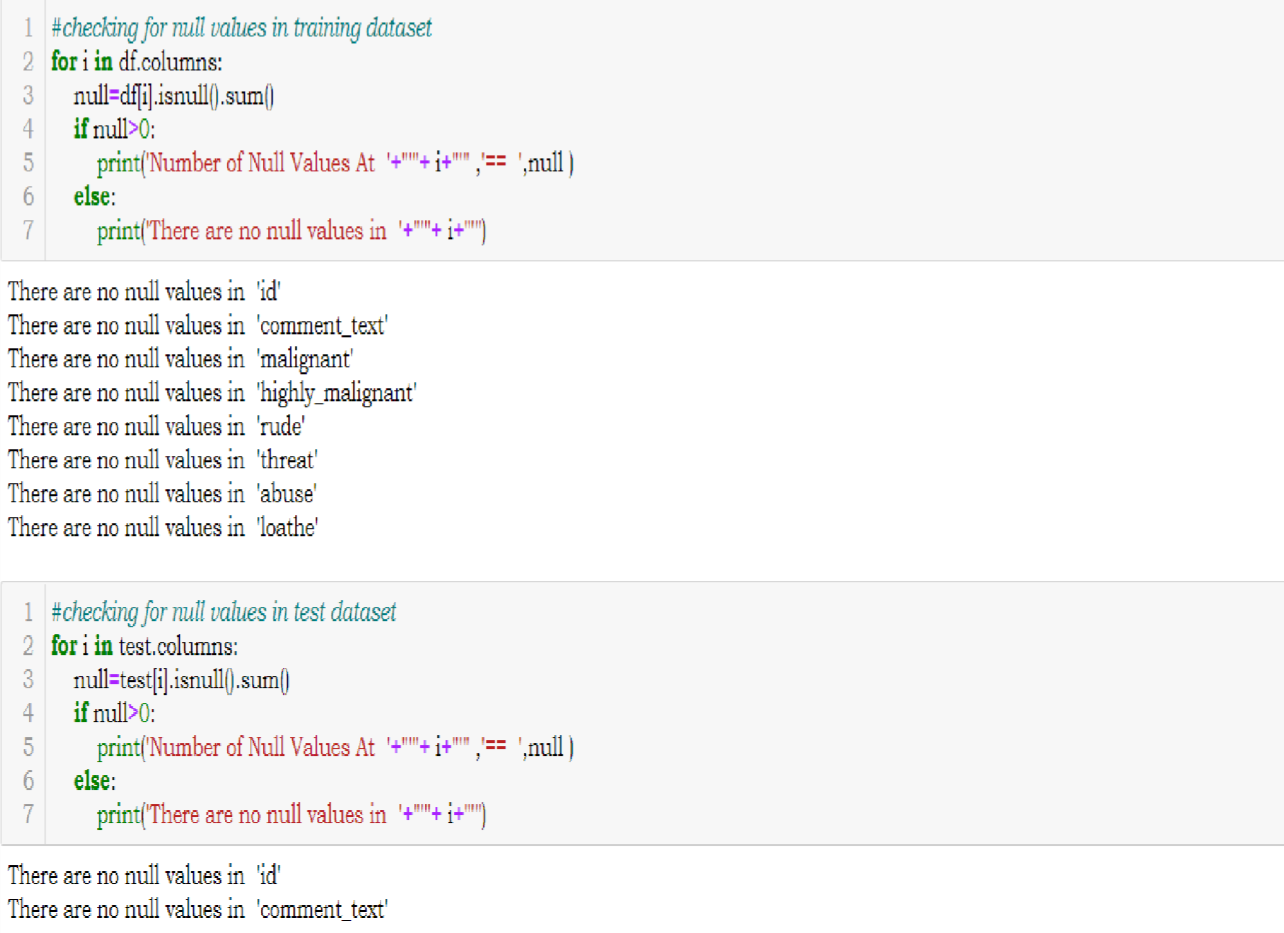 1 #checking for null values in training dataset
2 for i in df.columns:
3     null=df[i].isnull().sum()
4     if null>0:
5         print('Number of Null Values At  '+"'"+ i+"'" ,'==  ',null )
6     else:
7         print('There are no null values in  '+"'"+ i+"'")
There are no null values in  'id'
There are no null values in  'comment_text'
There are no null values in  'malignant'
There are no null values in  'highly_malignant'
There are no null values in  'rude'
There are no null values in  'threat'
There are no null values in  'abuse'
There are no null values in  'loathe'
1 #checking for null values in test dataset
2 for i in test.columns:
3     null=test[i].isnull().sum()
4     if null>0:
5         print('Number of Null Values At  '+"'"+ i+"'" ,'==  ',null )
6     else:
7         print('There are no null values in  '+"'"+ i+"'")
There are no null values in  'id'
There are no null values in  'comment_text'